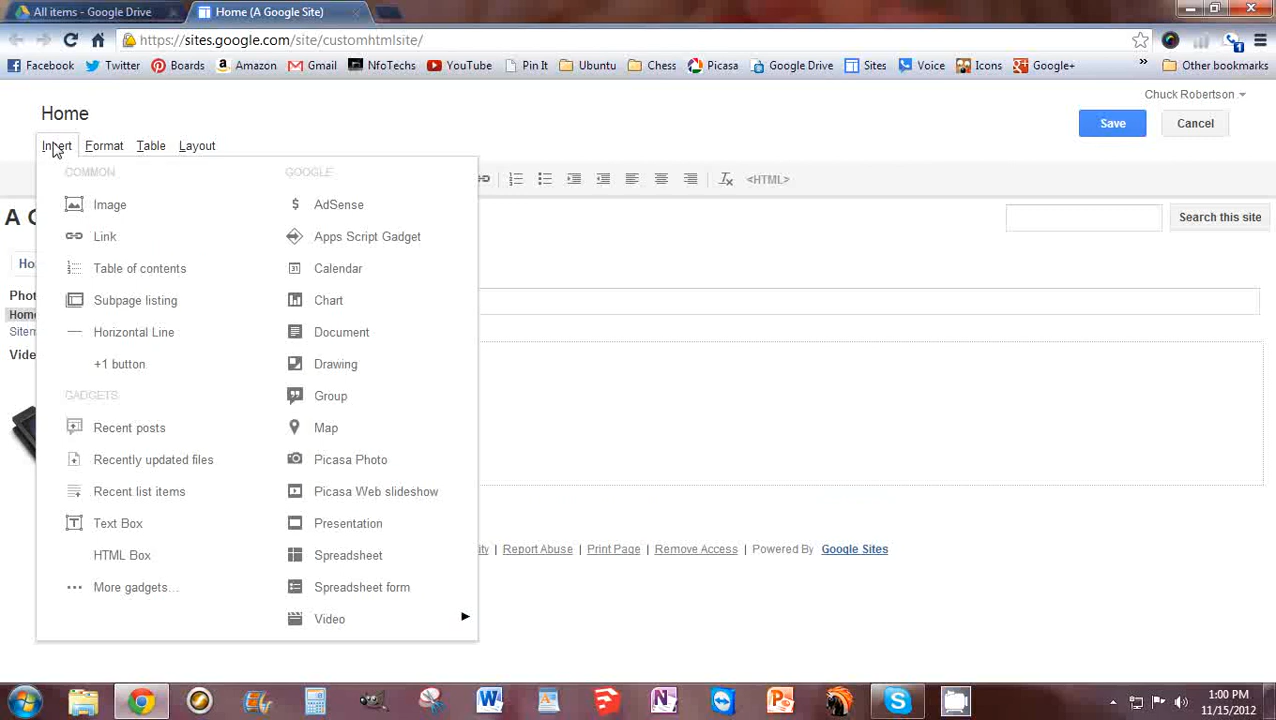 All items - Google Drive
Home (A Google Site)
https://sites.google.com/site/customhtmlsite/
Facebook Twitter Boards Amazon Gmail NfoTechs YouTube Pin It Ubuntu Chess Picasa Google Drive Sites Voice Icons Google+ » Other bookmarks
Chuck Robertson
Home
Save Cancel
Insert Format Table Layout
<HTML>
COMMON
Image
Link
Table of contents
Subpage listing
Horizontal Line
+1 button
GADGETS
Recent posts
Recently updated files
Recent list items
Text Box
HTML Box
More gadgets...
GOOGLE
AdSense
Apps Script Gadget
Calendar
Chart
Document
Drawing
Group
Map
Picasa Photo
Picasa Web slideshow
Presentation
Spreadsheet
Spreadsheet form
Video
A
Search this site
Report Abuse | Print Page | Remove Access | Powered By Google Sites
1:00 PM
11/15/2012